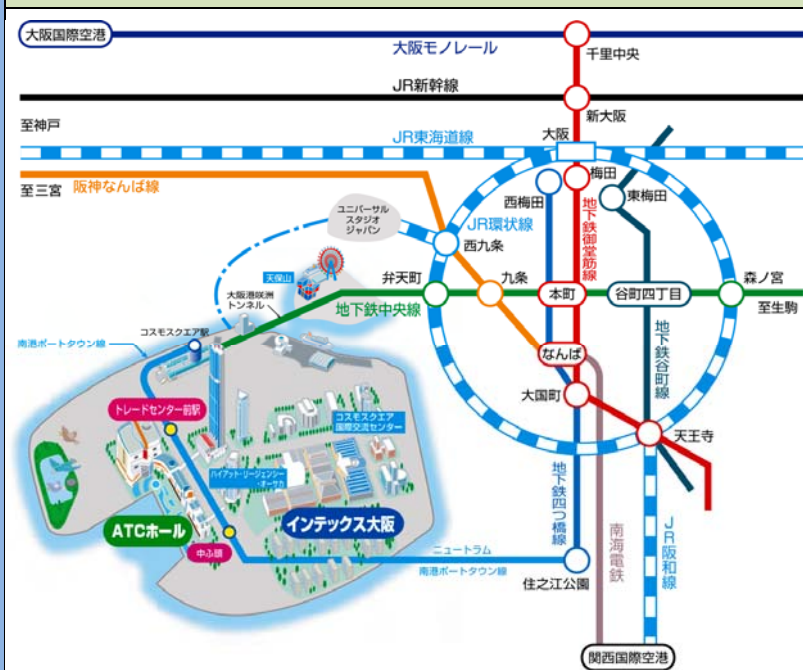 大阪国際空港
大阪モノレール
千里中央
JR新幹線
新大阪
至神戸
JR東海道線
大阪
至三宮
阪神なんば線
梅田
西梅田
東梅田
ユニバーサル
スタジオ
ジャパン
JR環状線
西九条
地下鉄御堂筋線
天保山
大阪港咲洲
トンネル
弁天町
九条
本町
谷町四丁目
森ノ宮
地下鉄中央線
至生駒
コスモスクエア駅
南港ポートタウン線
なんば
地下鉄谷町線
大国町
トレードセンター前駅
コスモスクエア
国際交流センター
天王寺
ハイアット・リージェンシー
・オーサカ
ATCホール
インテックス大阪
地下鉄四つ橋線
南海電鉄
JR阪和線
中ふ頭
ニュートラム
南港ポートタウン線
住之江公園
関西国際空港